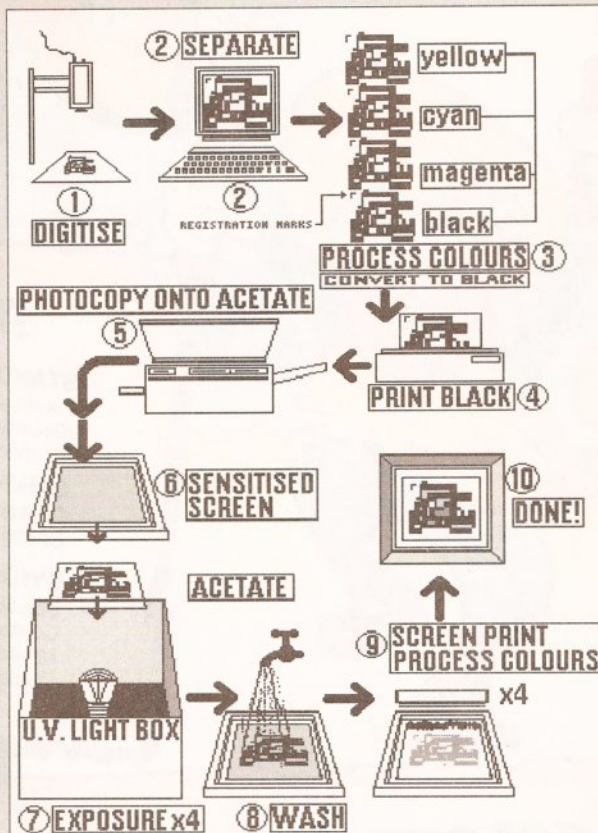 ② SEPARATE
yellow
cyan
magenta
black
①
DIGITISE
②
REGISTRATION MARKS
PROCESS COLOURS ③
CONVERT TO BLACK
PHOTOCOPY ONTO ACETATE
⑤
PRINT BLACK ④
⑥ SENSITISED
SCREEN
⑩
DONE!
ACETATE
⑨ SCREEN PRINT
PROCESS COLOURS
x4
U.V. LIGHT BOX
⑦ EXPOSURE x4
⑧ WASH